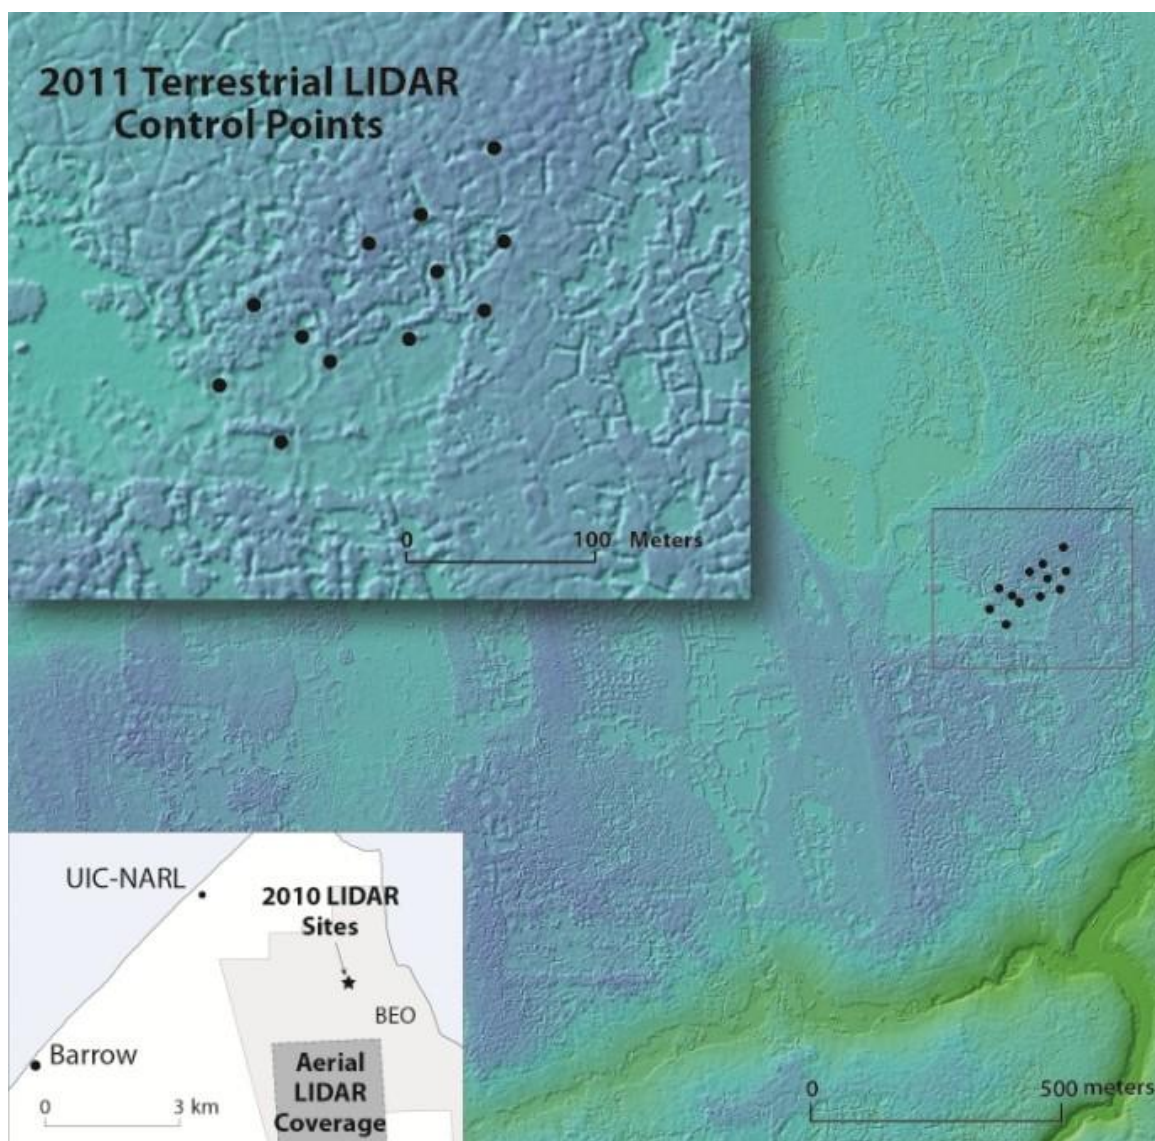 2011 Terrestrial LIDAR
Control Points
0 100 Meters
UIC-NARL
2010 LIDAR
Sites
BEO
Barrow
Aerial
LIDAR
Coverage
0 3 km
0 500 meters